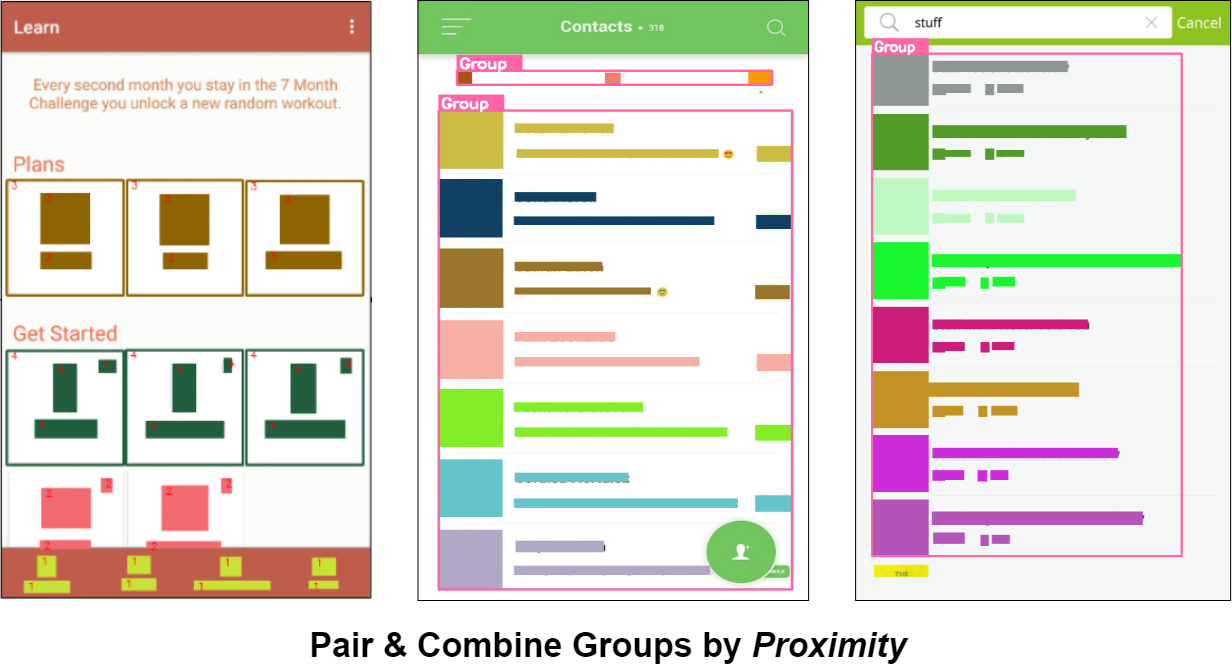 Learn
Every second month you stay in the 7 Month
Challenge you unlock a new random workout.
Plans
3 3 3
3 3 3
3 2 3
Get Started
4 4 4
4 4 4 4
4 4 4
2 2 2 2
2 2
1 1 1 1
1 1 1 1
Contacts • 318
Group
Group
stuff
Cancel
Group
THE
Pair & Combine Groups by Proximity